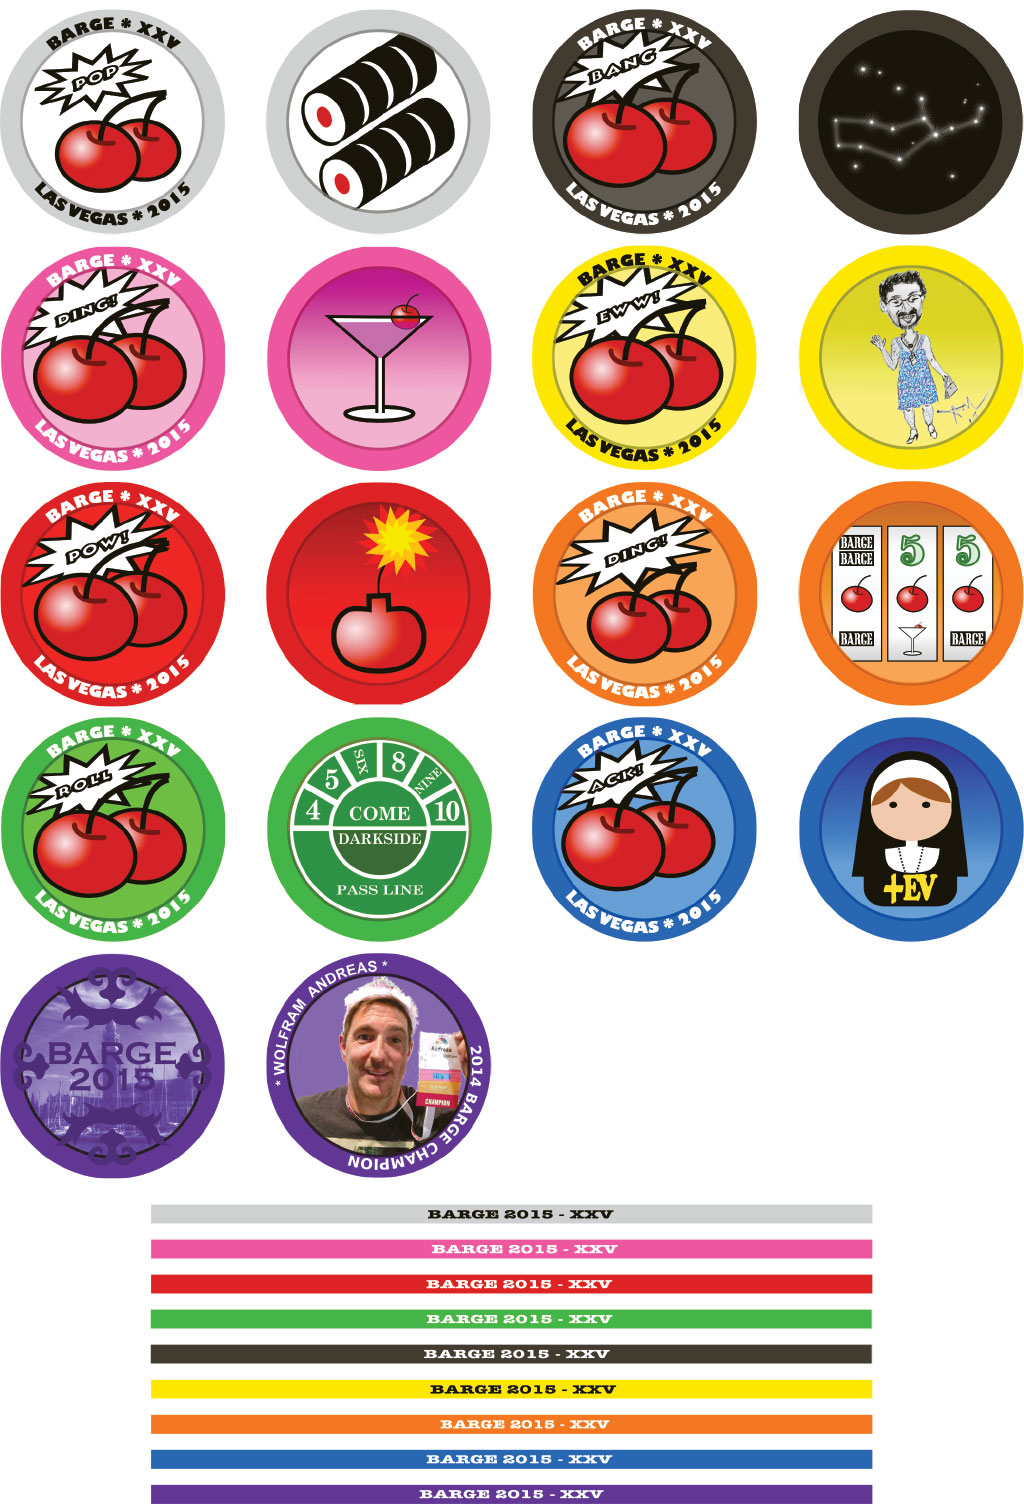 BARGE * XXV
POP
LAS VEGAS * 2015
BARGE * XXV
BANG
LAS VEGAS * 2015
BARGE * XXV
DING!
LAS VEGAS * 2015
BARGE * XXV
EWW!
LAS VEGAS * 2015
BARGE * XXV
POW!
LAS VEGAS * 2015
BARGE * XXV
DING!
LAS VEGAS * 2015
BARGE
BARGE
5
5
BARGE
BARGE
BARGE * XXV
ROLL
LAS VEGAS * 2015
4 5 SIX 8 NINE 10
COME
DARKSIDE
PASS LINE
BARGE * XXV
ACK!
LAS VEGAS * 2015
+EV
BARGE
2015
* WOLFRAM ANDREAS *
2014 BARGE CHAMPION
Andreas
CHAMPION
BARGE 2015 - XXV
BARGE 2015 - XXV
BARGE 2015 - XXV
BARGE 2015 - XXV
BARGE 2015 - XXV
BARGE 2015 - XXV
BARGE 2015 - XXV
BARGE 2015 - XXV
BARGE 2015 - XXV